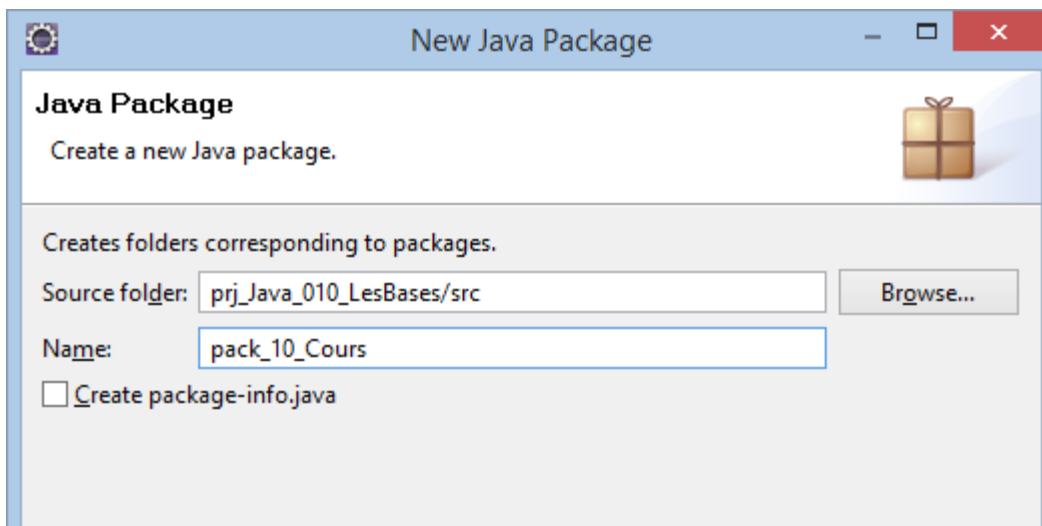 New Java Package
Java Package
Create a new Java package.
Creates folders corresponding to packages.
Source folder: prj_Java_010_LesBases/src Browse...
Name: pack_10_Cours
Create package-info.java